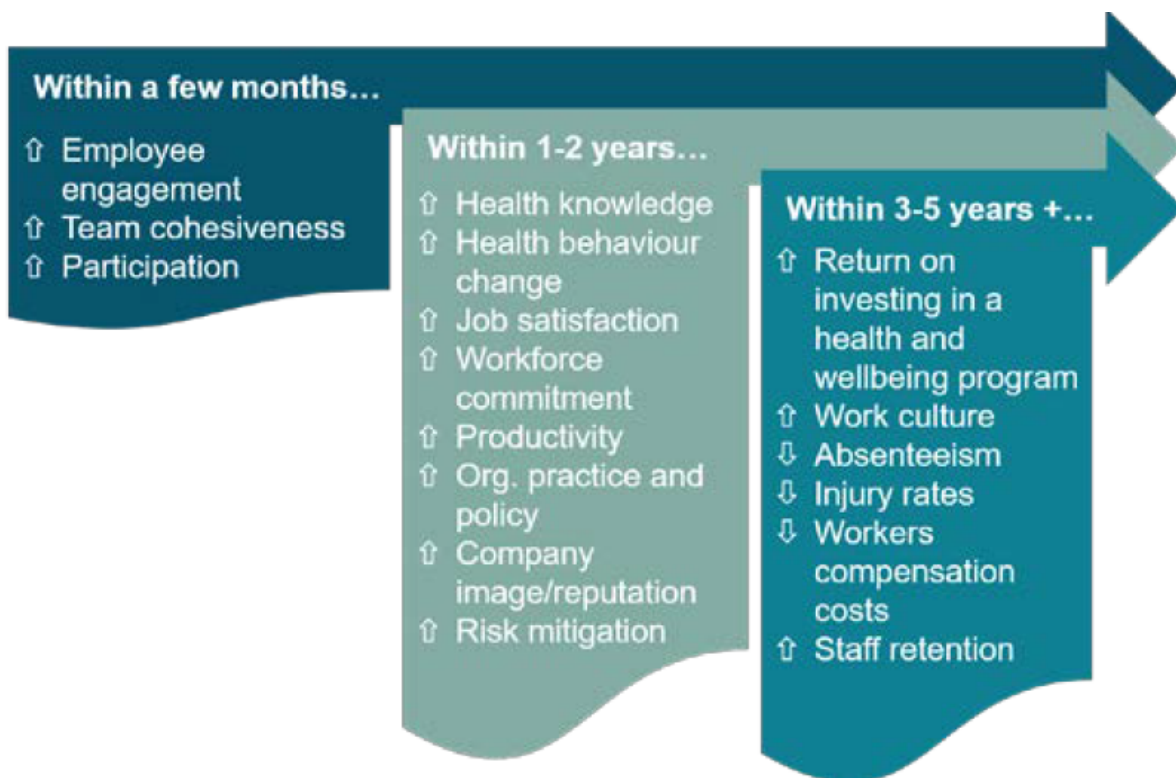 Within a few months…
⇧ Employee
engagement
⇧ Team cohesiveness
⇧ Participation
Within 1-2 years…
⇧ Health knowledge
⇧ Health behaviour
change
⇧ Job satisfaction
⇧ Workforce
commitment
⇧ Productivity
⇧ Org. practice and
policy
⇧ Company
image/reputation
⇧ Risk mitigation
Within 3-5 years +…
⇧ Return on
investing in a
health and
wellbeing program
⇧ Work culture
⇩ Absenteeism
⇩ Injury rates
⇩ Workers
compensation
costs
⇧ Staff retention